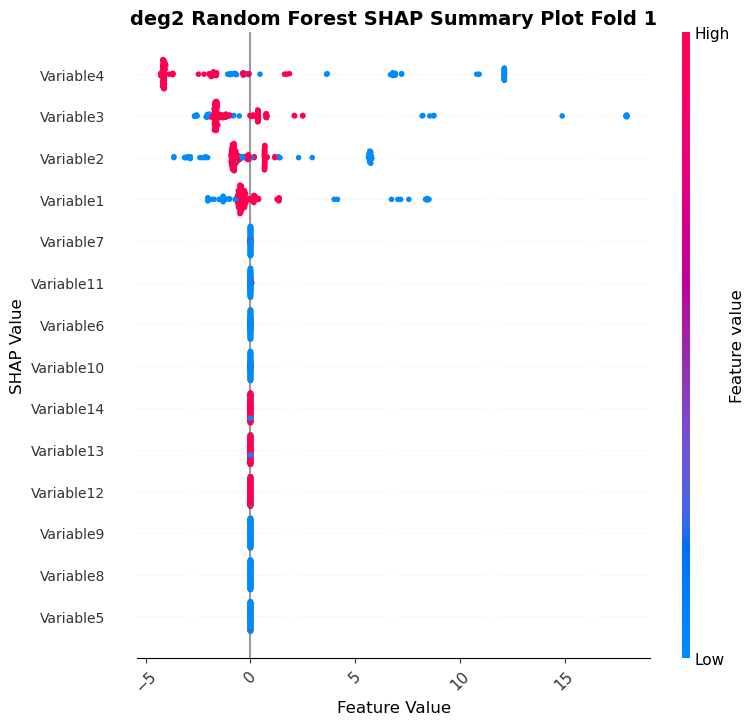 deg2 Random Forest SHAP Summary Plot Fold 1
High
Variable4
Variable3
Variable2
Variable1
Variable7
Variable11
Variable6
Variable10
Variable14
Variable13
Variable12
Variable9
Variable8
Variable5
SHAP Value
Feature value
Low
−5
0
5
10
15
Feature Value